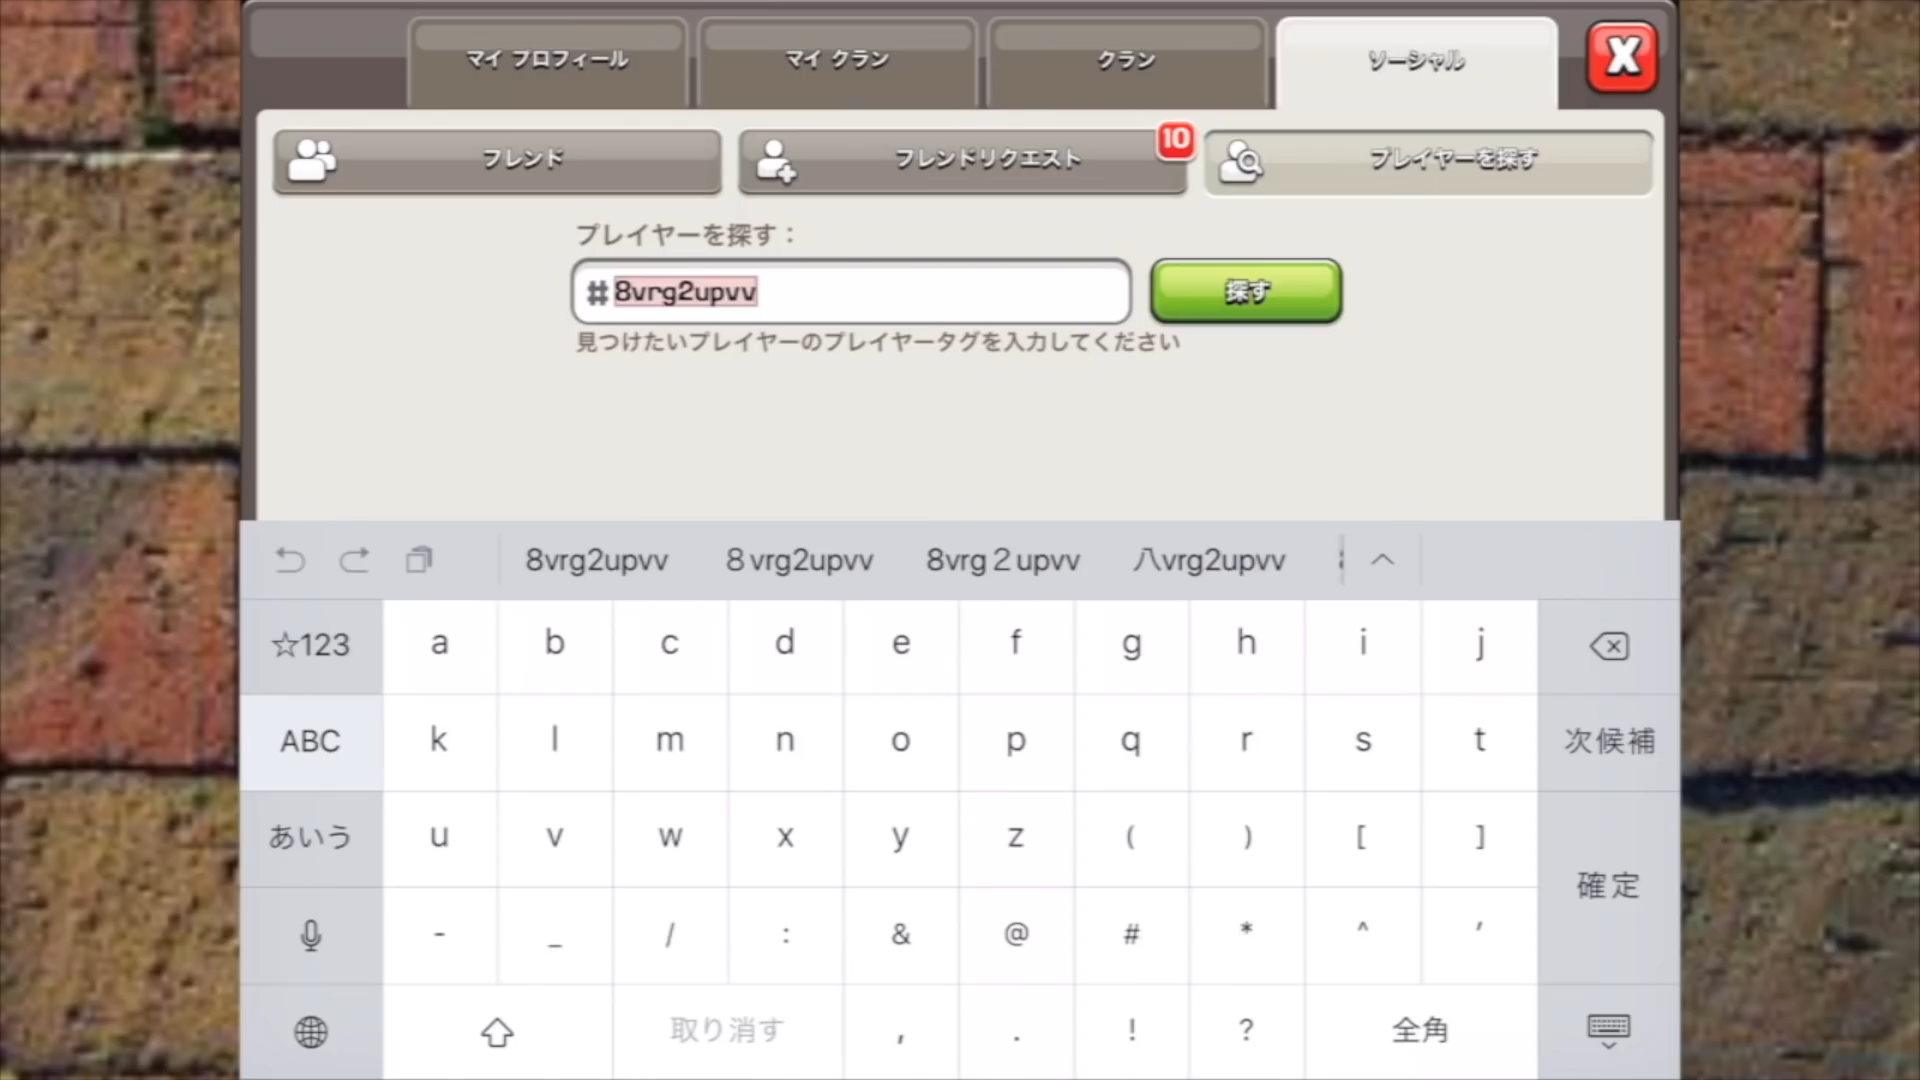 マイ プロフィール
マイ クラン
クラン
ソーシャル
X
フレンド
フレンドリクエスト
10
プレイヤーを探す
プレイヤーを探す：
#8vrg2upvv
探す
見つけたいプレイヤーのプレイヤータグを入力してください
8vrg2upvv
８vrg2upvv
8vrg２upvv
八vrg2upvv
☆123
a b c d e f g h i j
ABC
k l m n o p q r s t
次候補
あいう
u v w x y z ( ) [ ]
確定
- _ / : & @ # * ^ ′
取り消す
, . ! ?
全角